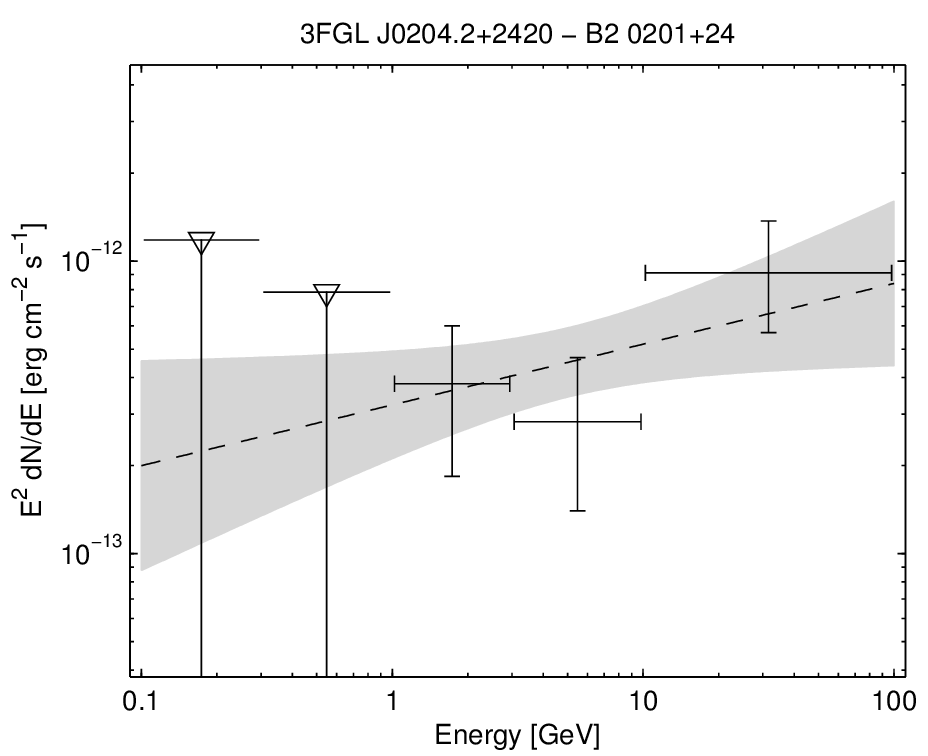 3FGL J0204.2+2420 − B2 0201+24
E² dN/dE [erg cm⁻² s⁻¹]
10⁻¹²
10⁻¹³
0.1 1 10 100
Energy [GeV]